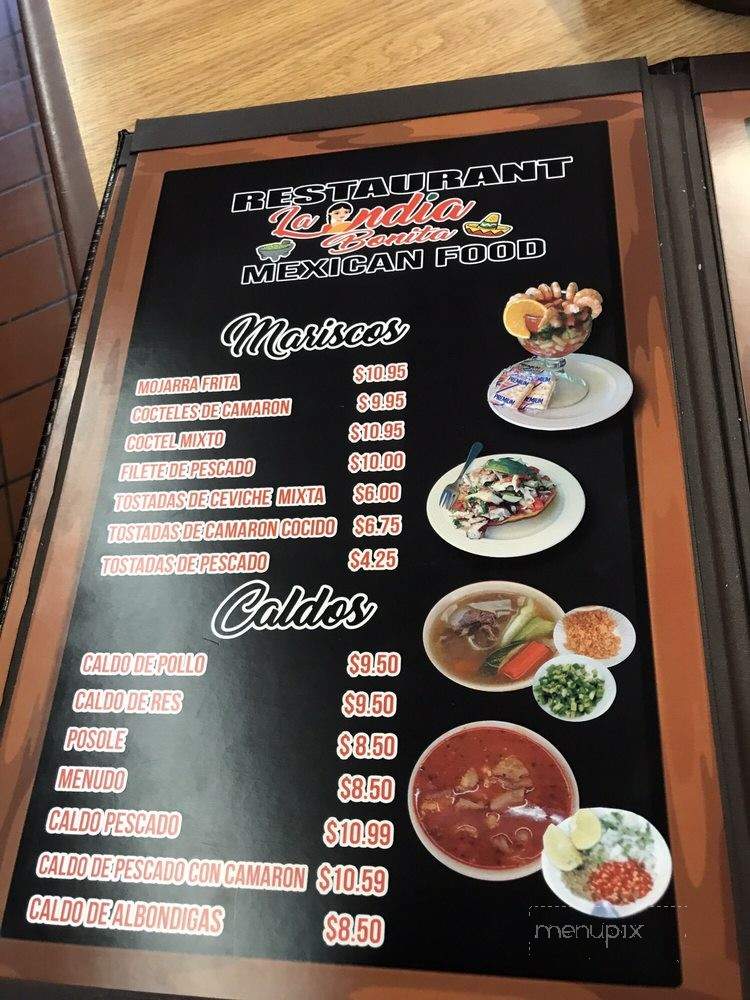 RESTAURANT
La India
Bonita
MEXICAN FOOD
Mariscos
MOJARRA FRITA $10.95
COCTELES DE CAMARON $9.95
COCTEL MIXTO $10.95
FILETE DE PESCADO $10.00
TOSTADAS DE CEVICHE MIXTA $6.00
TOSTADAS DE CAMARON COCIDO $6.75
TOSTADAS DE PESCADO $4.25
Caldos
CALDO DE POLLO $9.50
CALDO DE RES $9.50
POSOLE $8.50
MENUDO $8.50
CALDO PESCADO $10.99
CALDO DE PESCADO CON CAMARON $10.59
CALDO DE ALBONDIGAS $8.50
PREMIUM PREMIUM
menupix